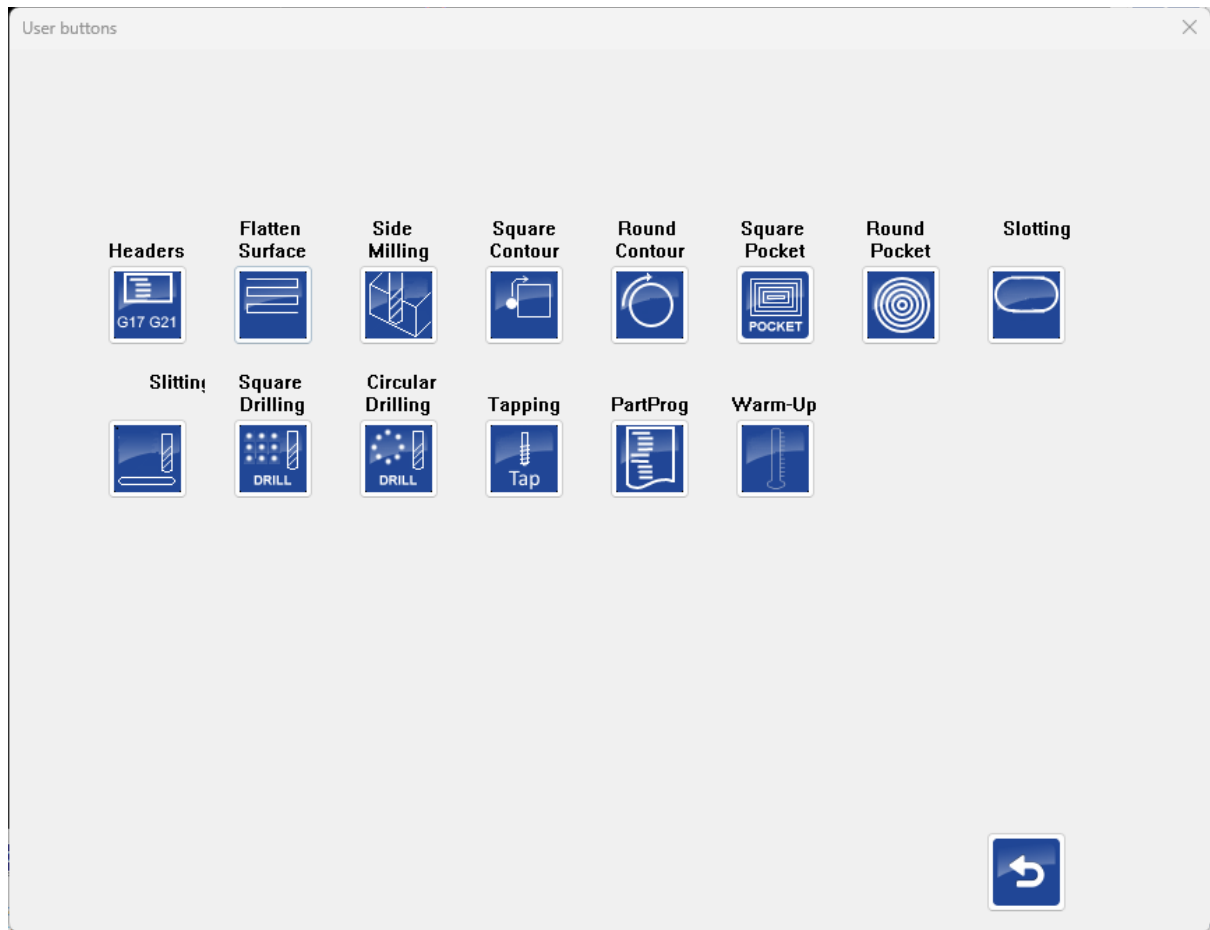 User buttons
Headers
Flatten
Surface
Side
Milling
Square
Contour
Round
Contour
Square
Pocket
Round
Pocket
Slotting
G17 G21
POCKET
Slitting
Square
Drilling
Circular
Drilling
Tapping
PartProg
Warm-Up
DRILL
DRILL
Tap